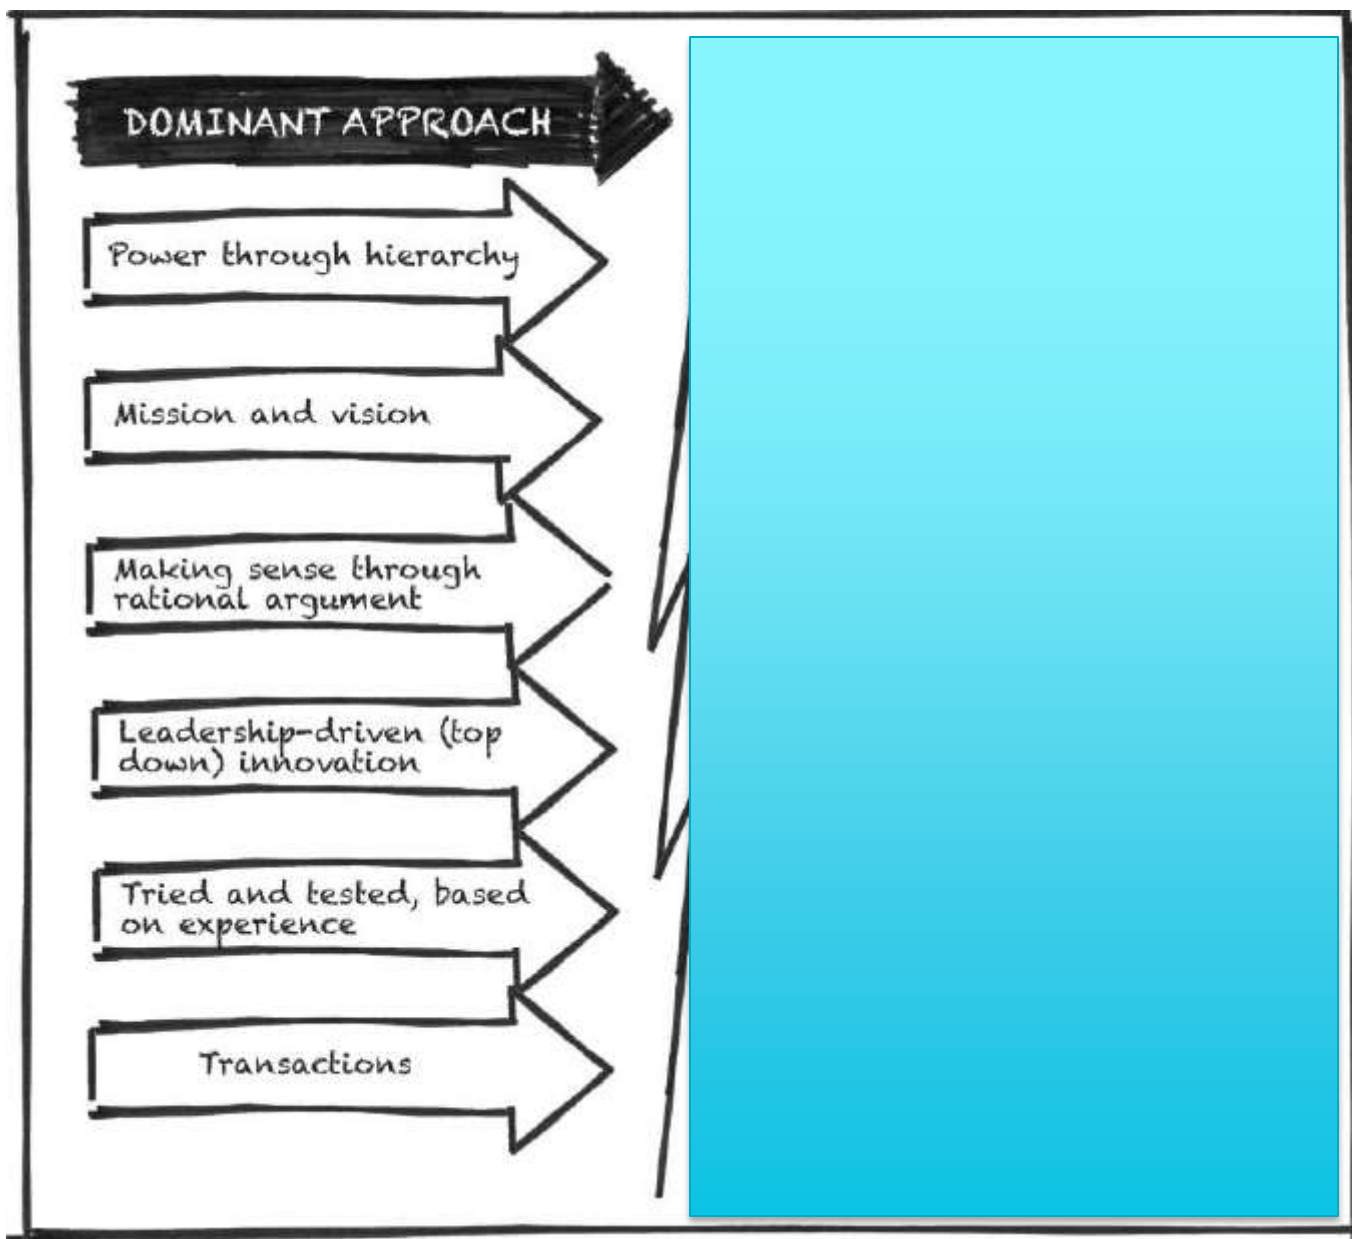 DOMINANT APPROACH
Power through hierarchy
Mission and vision
Making sense through
rational argument
Leadership-driven (top
down) innovation
Tried and tested, based
on experience
Transactions